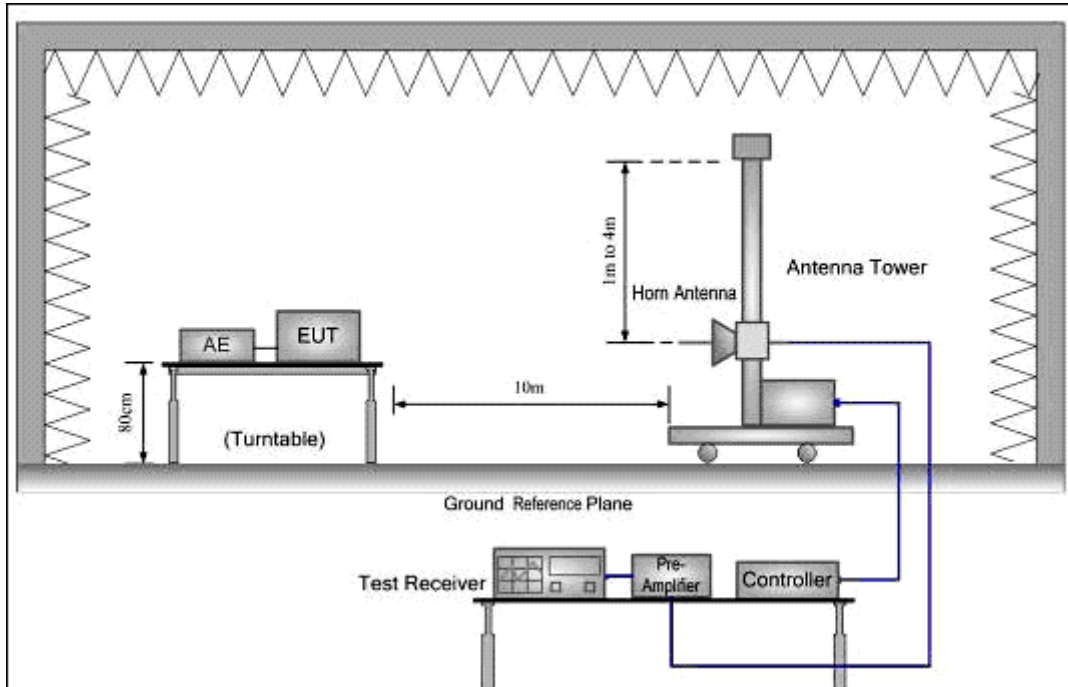 1m to 4m
Antenna Tower
Horn Antenna
AE
EUT
10m
80cm
(Turntable)
Ground Reference Plane
Test Receiver
Pre-
Amplifier
Controller